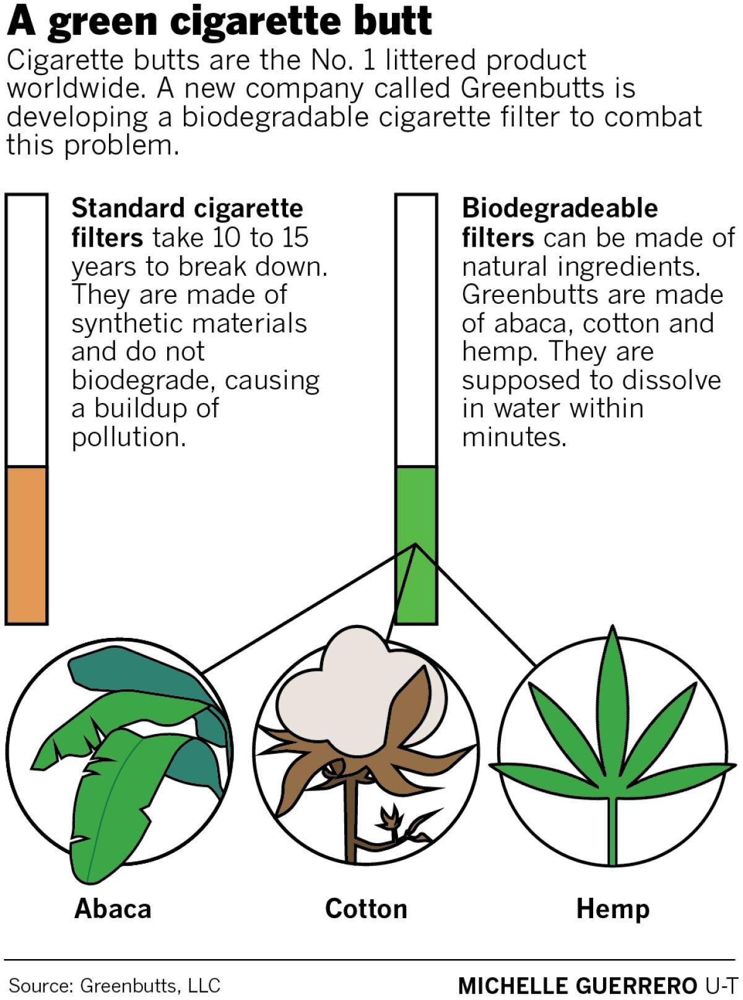 A green cigarette butt
Cigarette butts are the No. 1 littered product
worldwide. A new company called Greenbutts is
developing a biodegradable cigarette filter to combat
this problem.
Standard cigarette
filters take 10 to 15
years to break down.
They are made of
synthetic materials
and do not
biodegrade, causing
a buildup of
pollution.
Biodegradeable
filters can be made of
natural ingredients.
Greenbutts are made
of abaca, cotton and
hemp. They are
supposed to dissolve
in water within
minutes.
Abaca
Cotton
Hemp
Source: Greenbutts, LLC
MICHELLE GUERRERO U-T